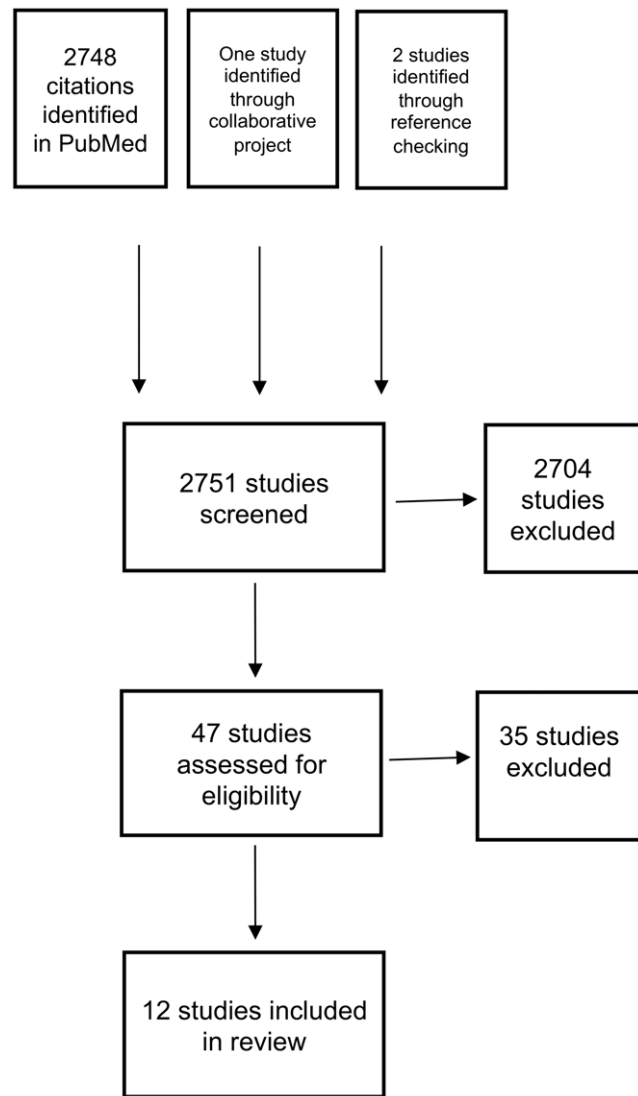 2748
citations
identified
in PubMed
One study
identified
through
collaborative
project
2 studies
identified
through
reference
checking
2751 studies
screened
2704
studies
excluded
47 studies
assessed for
eligibility
35 studies
excluded
12 studies included
in review